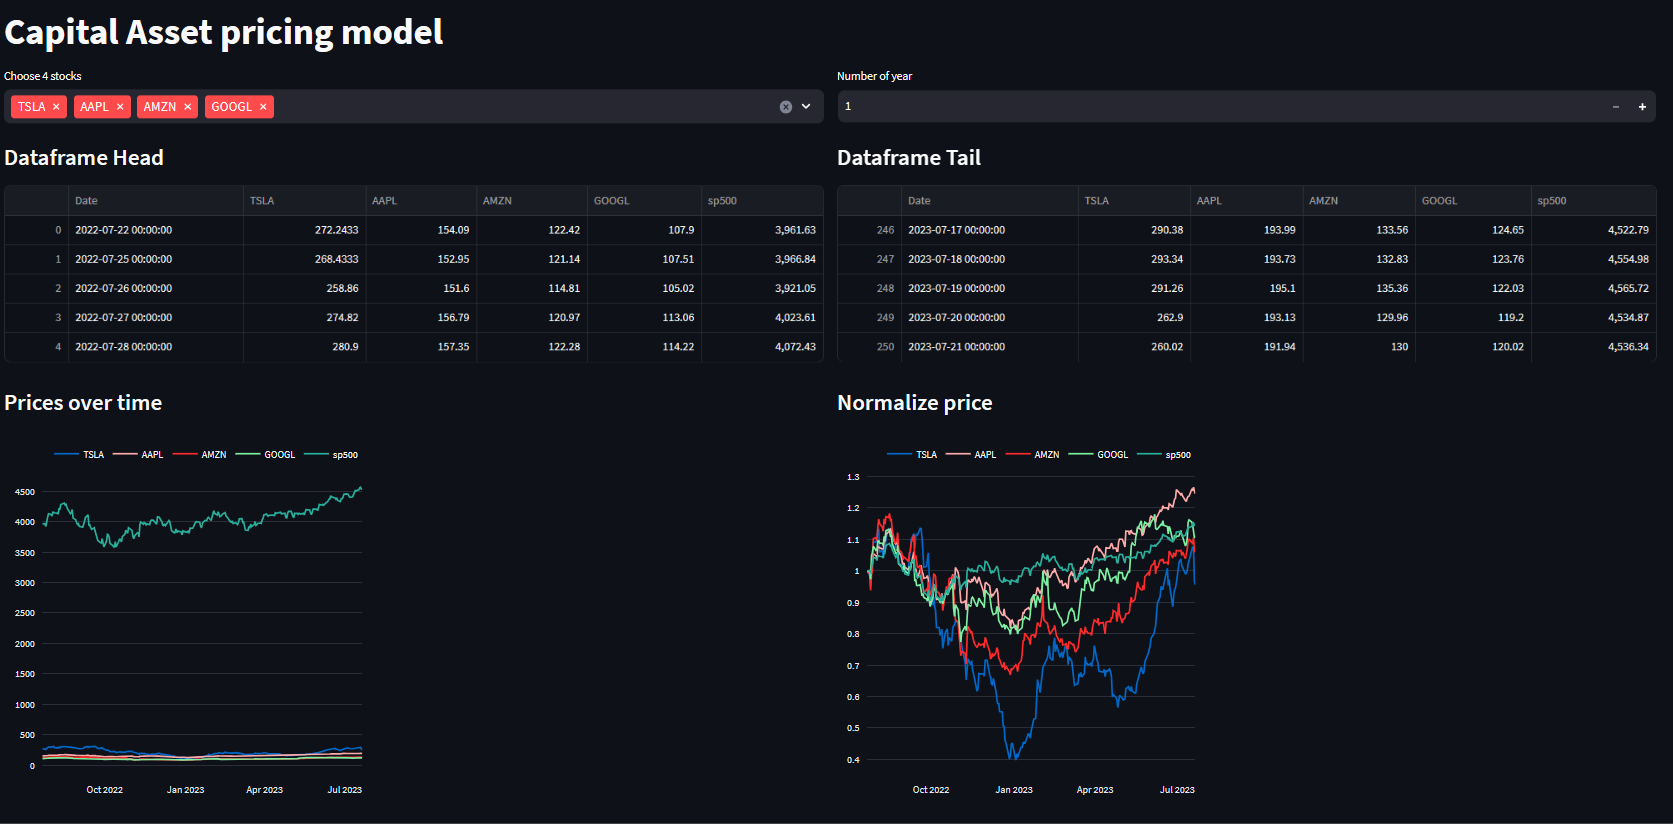 Capital Asset pricing model
Choose 4 stocks
TSLA AAPL AMZN GOOGL
Number of year
1
Dataframe Head
Date TSLA AAPL AMZN GOOGL sp500
0 2022-07-22 00:00:00 272.2433 154.09 122.42 107.9 3,961.63
1 2022-07-25 00:00:00 268.4333 152.95 121.14 107.51 3,966.84
2 2022-07-26 00:00:00 258.86 151.6 114.81 105.02 3,921.05
3 2022-07-27 00:00:00 274.82 156.79 120.97 113.06 4,023.61
4 2022-07-28 00:00:00 280.9 157.35 122.28 114.22 4,072.43
Dataframe Tail
Date TSLA AAPL AMZN GOOGL sp500
246 2023-07-17 00:00:00 290.38 193.99 133.56 124.65 4,522.79
247 2023-07-18 00:00:00 293.34 193.73 132.83 123.76 4,554.98
248 2023-07-19 00:00:00 291.26 195.1 135.36 122.03 4,565.72
249 2023-07-20 00:00:00 262.9 193.13 129.96 119.2 4,534.87
250 2023-07-21 00:00:00 260.02 191.94 130 120.02 4,536.34
Prices over time
TSLA AAPL AMZN GOOGL sp500
4500
4000
3500
3000
2500
2000
1500
1000
500
0
Oct 2022 Jan 2023 Apr 2023 Jul 2023
Normalize price
TSLA AAPL AMZN GOOGL sp500
1.3
1.2
1.1
1
0.9
0.8
0.7
0.6
0.5
0.4
Oct 2022 Jan 2023 Apr 2023 Jul 2023